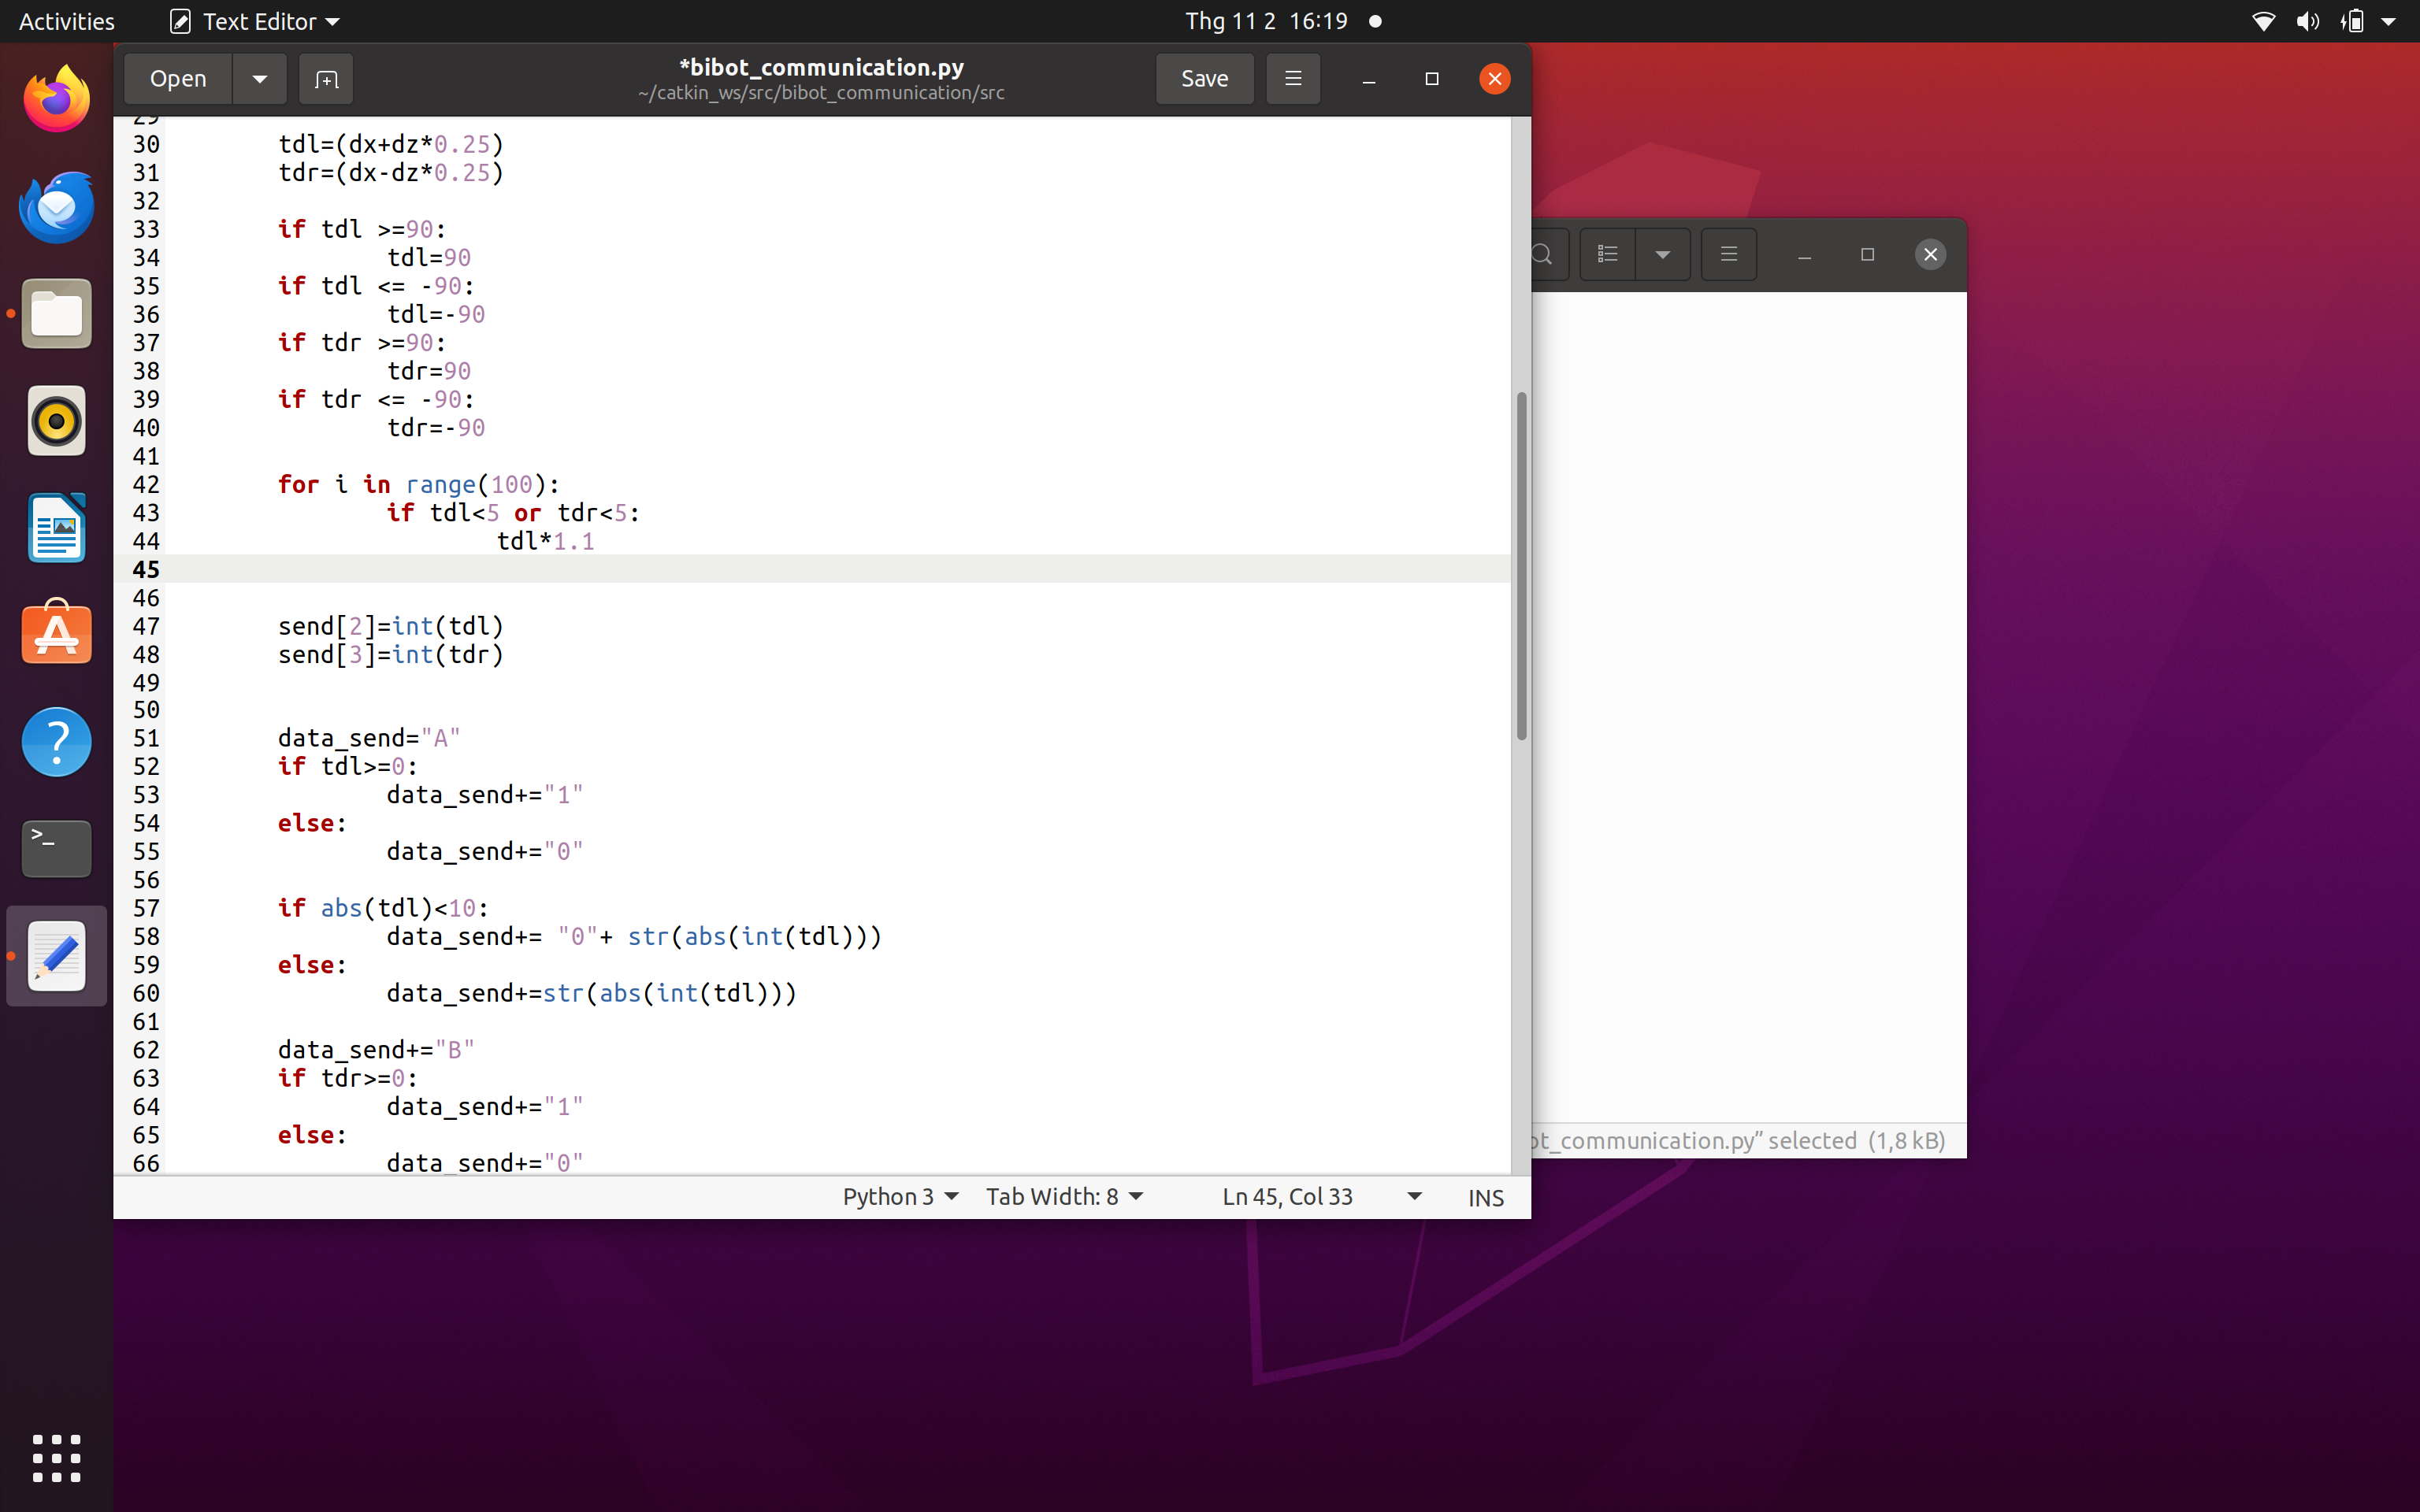 Activities
Text Editor
Thg 11 2 16:19
Open
*bibot_communication.py
~/catkin_ws/src/bibot_communication/src
Save
29
30 tdl=(dx+dz*0.25)
31 tdr=(dx-dz*0.25)
32
33 if tdl >=90:
34 tdl=90
35 if tdl <= -90:
36 tdl=-90
37 if tdr >=90:
38 tdr=90
39 if tdr <= -90:
40 tdr=-90
41
42 for i in range(100):
43 if tdl<5 or tdr<5:
44 tdl*1.1
45
46
47 send[2]=int(tdl)
48 send[3]=int(tdr)
49
50
51 data_send="A"
52 if tdl>=0:
53 data_send+="1"
54 else:
55 data_send+="0"
56
57 if abs(tdl)<10:
58 data_send+= "0"+ str(abs(int(tdl)))
59 else:
60 data_send+=str(abs(int(tdl)))
61
62 data_send+="B"
63 if tdr>=0:
64 data_send+="1"
65 else:
66 data_send+="0"
ot_communication.py” selected (1,8 kB)
Python 3
Tab Width: 8
Ln 45, Col 33
INS